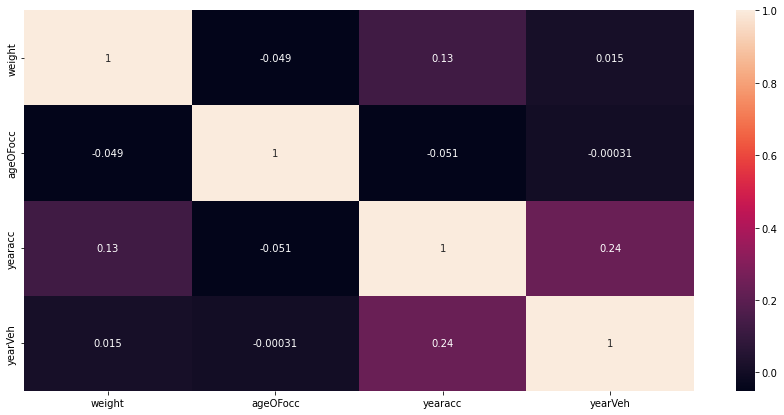 weight 1 -0.049 0.13 0.015
ageOFocc -0.049 1 -0.051 -0.00031
yearacc 0.13 -0.051 1 0.24
yearVeh 0.015 -0.00031 0.24 1
weight ageOFocc yearacc yearVeh
1.0
0.8
0.6
0.4
0.2
0.0